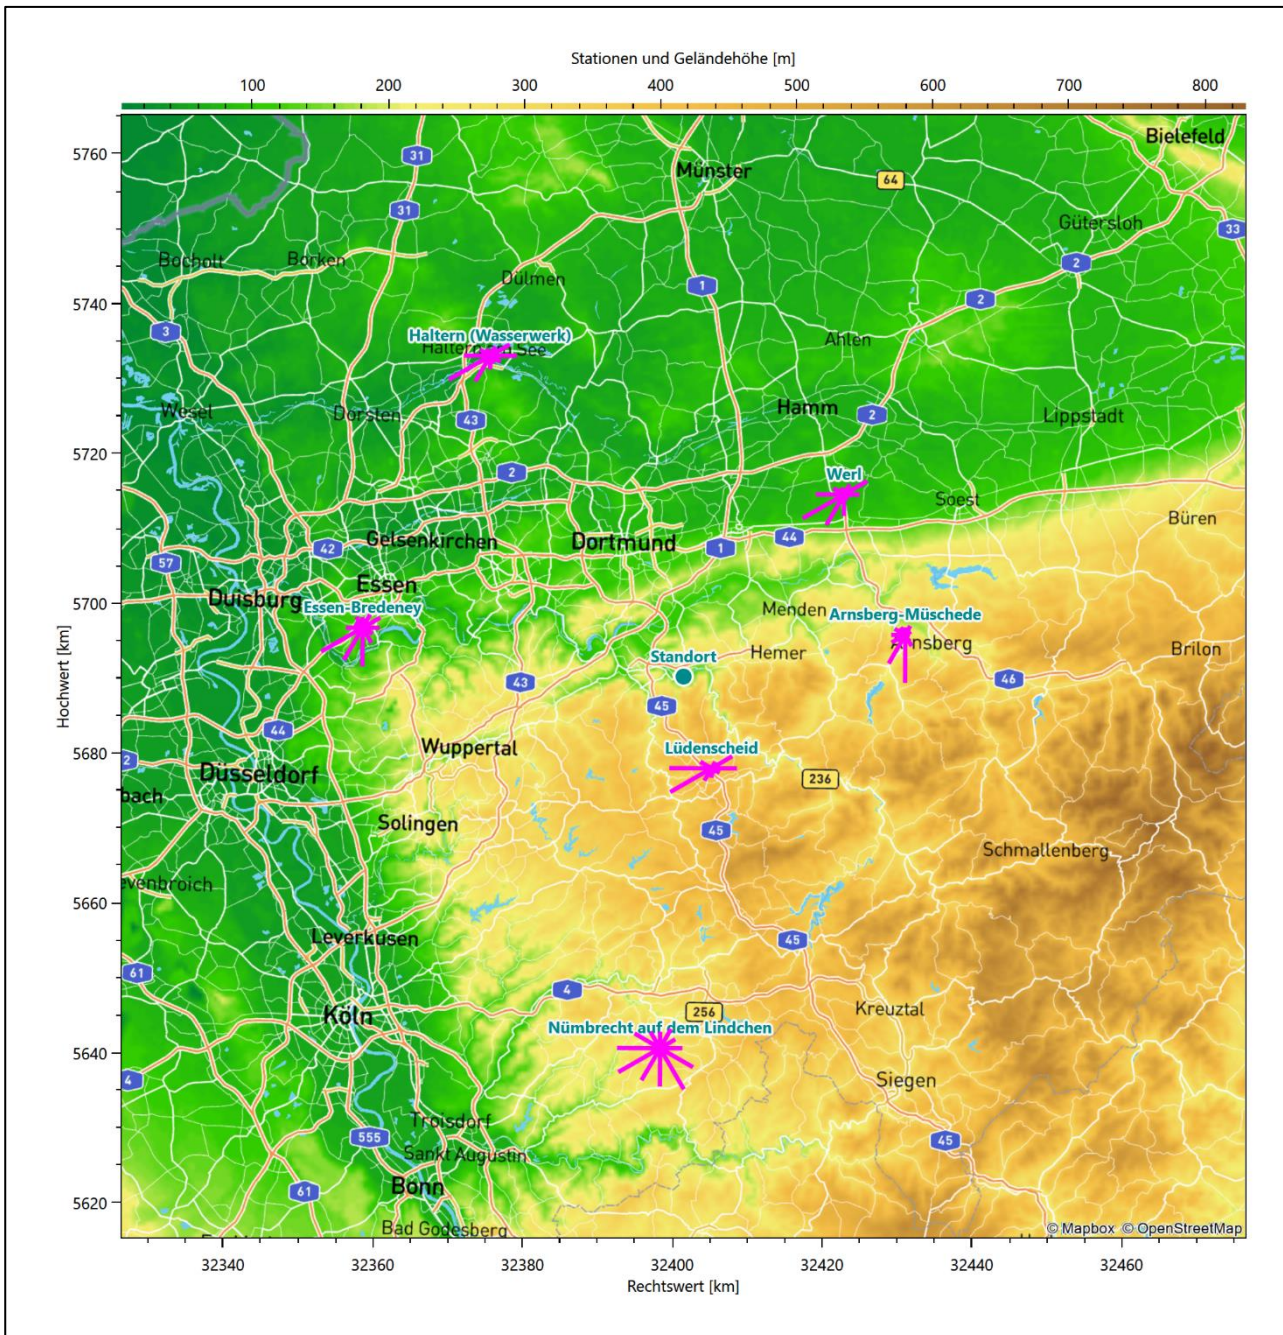 Stationen und Geländehöhe [m]
100 200 300 400 500 600 700 800
5760
5740
5720
5700
5680
5660
5640
5620
Hochwert [km]
31
Bielefeld
Münster
64
31
Gütersloh
33
Bocholt
Borken
2
Dülmen
1
2
3
Haltern (Wasserwerk)
Ahlen
Wesel
Dorsten
43
Hamm
2
Lippstadt
2
Werl
Soest
Büren
57
42
Gelsenkirchen
Dortmund
1
44
Essen
Duisburg
Essen-Bredeney
Menden
Arnsberg-Müschede
Arnsberg
Brilon
Standort
Hemer
43
45
46
44
Wuppertal
Lüdenscheid
2
Düsseldorf
236
bach
Solingen
45
Schmallenberg
evenbroich
Leverkusen
45
61
4
Köln
256
Kreuztal
Nümbrecht auf dem Lindchen
4
Siegen
Troisdorf
555
45
Sankt Augustin
61
Bonn
Bad Godesberg
© Mapbox © OpenStreetMap
32340 32360 32380 32400 32420 32440 32460
Rechtswert [km]